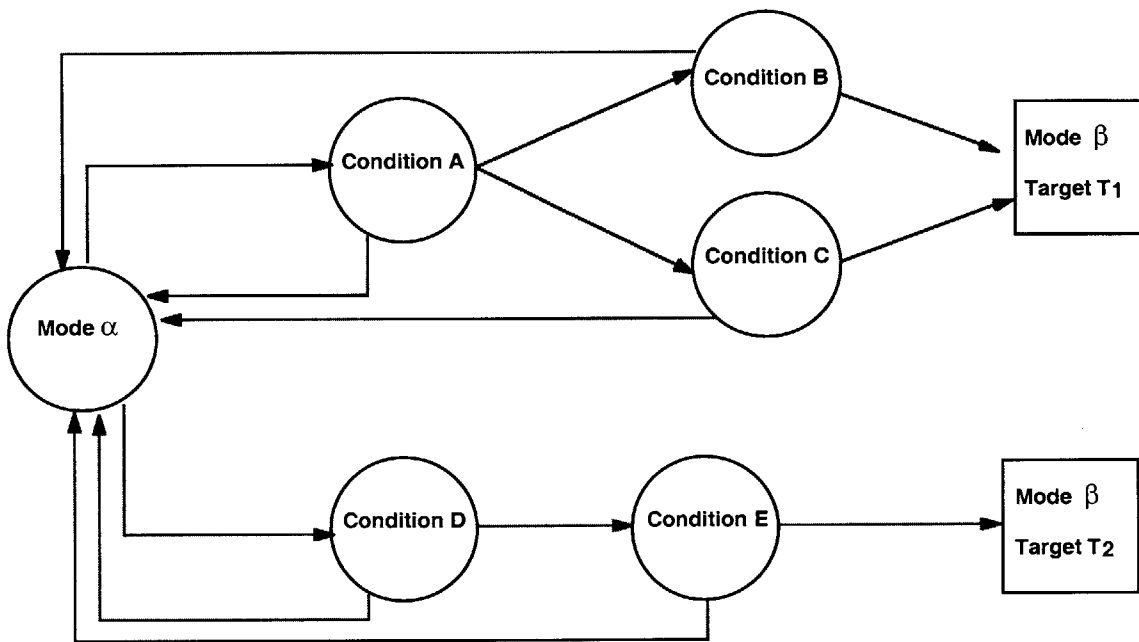 Condition B
Condition A
Mode β
Target T1
Condition C
Mode α
Condition D
Condition E
Mode β
Target T2